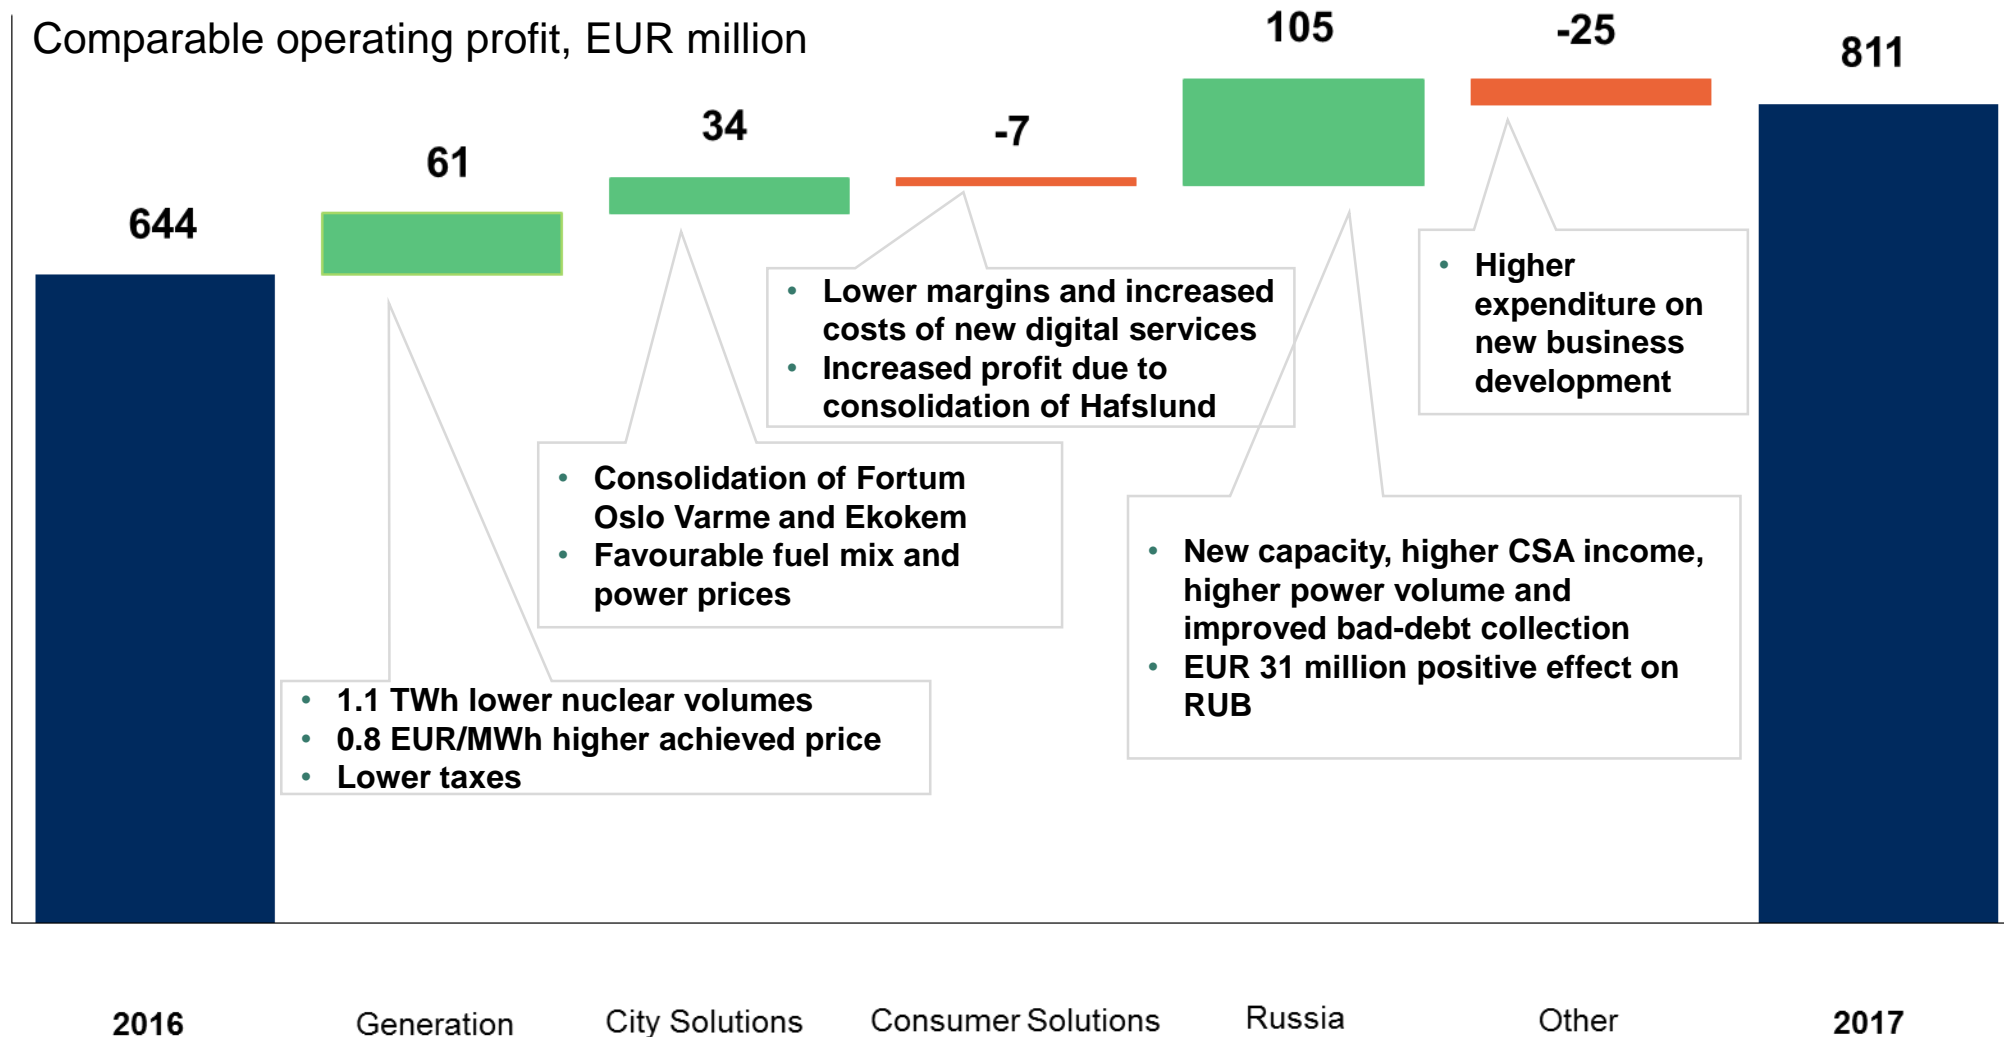 Comparable operating profit, EUR million
644
61
34
-7
105
-25
811
• Lower margins and increased
costs of new digital services
• Increased profit due to
consolidation of Hafslund
• Higher
expenditure on
new business
development
• Consolidation of Fortum
Oslo Varme and Ekokem
• Favourable fuel mix and
power prices
• New capacity, higher CSA income,
higher power volume and
improved bad-debt collection
• EUR 31 million positive effect on
RUB
• 1.1 TWh lower nuclear volumes
• 0.8 EUR/MWh higher achieved price
• Lower taxes
2016
Generation
City Solutions
Consumer Solutions
Russia
Other
2017